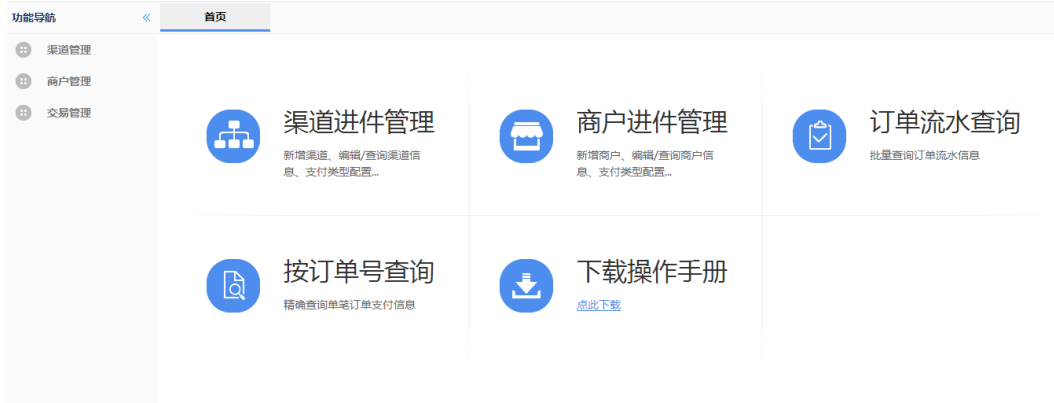 功能导航
首页
渠道管理
商户管理
交易管理
渠道进件管理
新增渠道、编辑/查询渠道信
息、支付类型配置...
商户进件管理
新增商户、编辑/查询商户信
息、支付类型配置...
订单流水查询
批量查询订单流水信息
按订单号查询
精确查询单笔订单支付信息
下载操作手册
点此下载